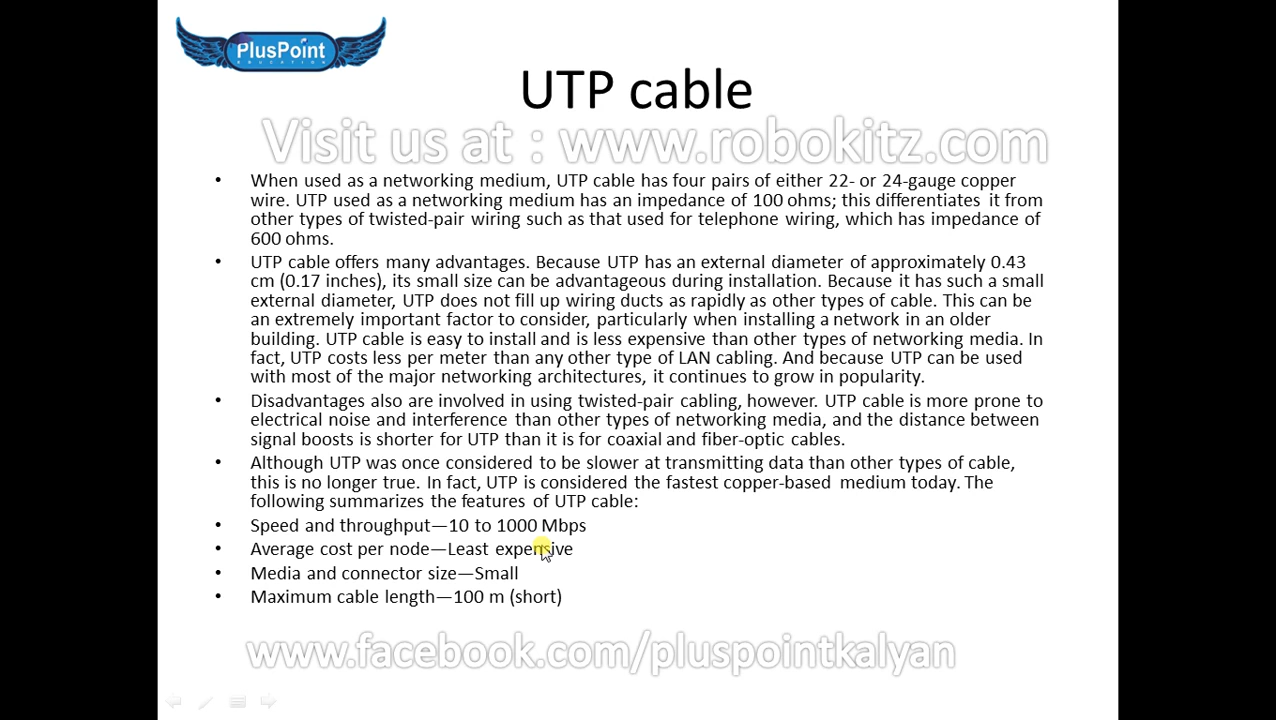 PlusPoint
EDUCATION
UTP cable
Visit us at : www.robokitz.com
• When used as a networking medium, UTP cable has four pairs of either 22- or 24-gauge copper
wire. UTP used as a networking medium has an impedance of 100 ohms; this differentiates it from
other types of twisted-pair wiring such as that used for telephone wiring, which has impedance of
600 ohms.
• UTP cable offers many advantages. Because UTP has an external diameter of approximately 0.43
cm (0.17 inches), its small size can be advantageous during installation. Because it has such a small
external diameter, UTP does not fill up wiring ducts as rapidly as other types of cable. This can be
an extremely important factor to consider, particularly when installing a network in an older
building. UTP cable is easy to install and is less expensive than other types of networking media. In
fact, UTP costs less per meter than any other type of LAN cabling. And because UTP can be used
with most of the major networking architectures, it continues to grow in popularity.
• Disadvantages also are involved in using twisted-pair cabling, however. UTP cable is more prone to
electrical noise and interference than other types of networking media, and the distance between
signal boosts is shorter for UTP than it is for coaxial and fiber-optic cables.
• Although UTP was once considered to be slower at transmitting data than other types of cable,
this is no longer true. In fact, UTP is considered the fastest copper-based medium today. The
following summarizes the features of UTP cable:
• Speed and throughput—10 to 1000 Mbps
• Average cost per node—Least expensive
• Media and connector size—Small
• Maximum cable length—100 m (short)
www.facebook.com/pluspointkalyan